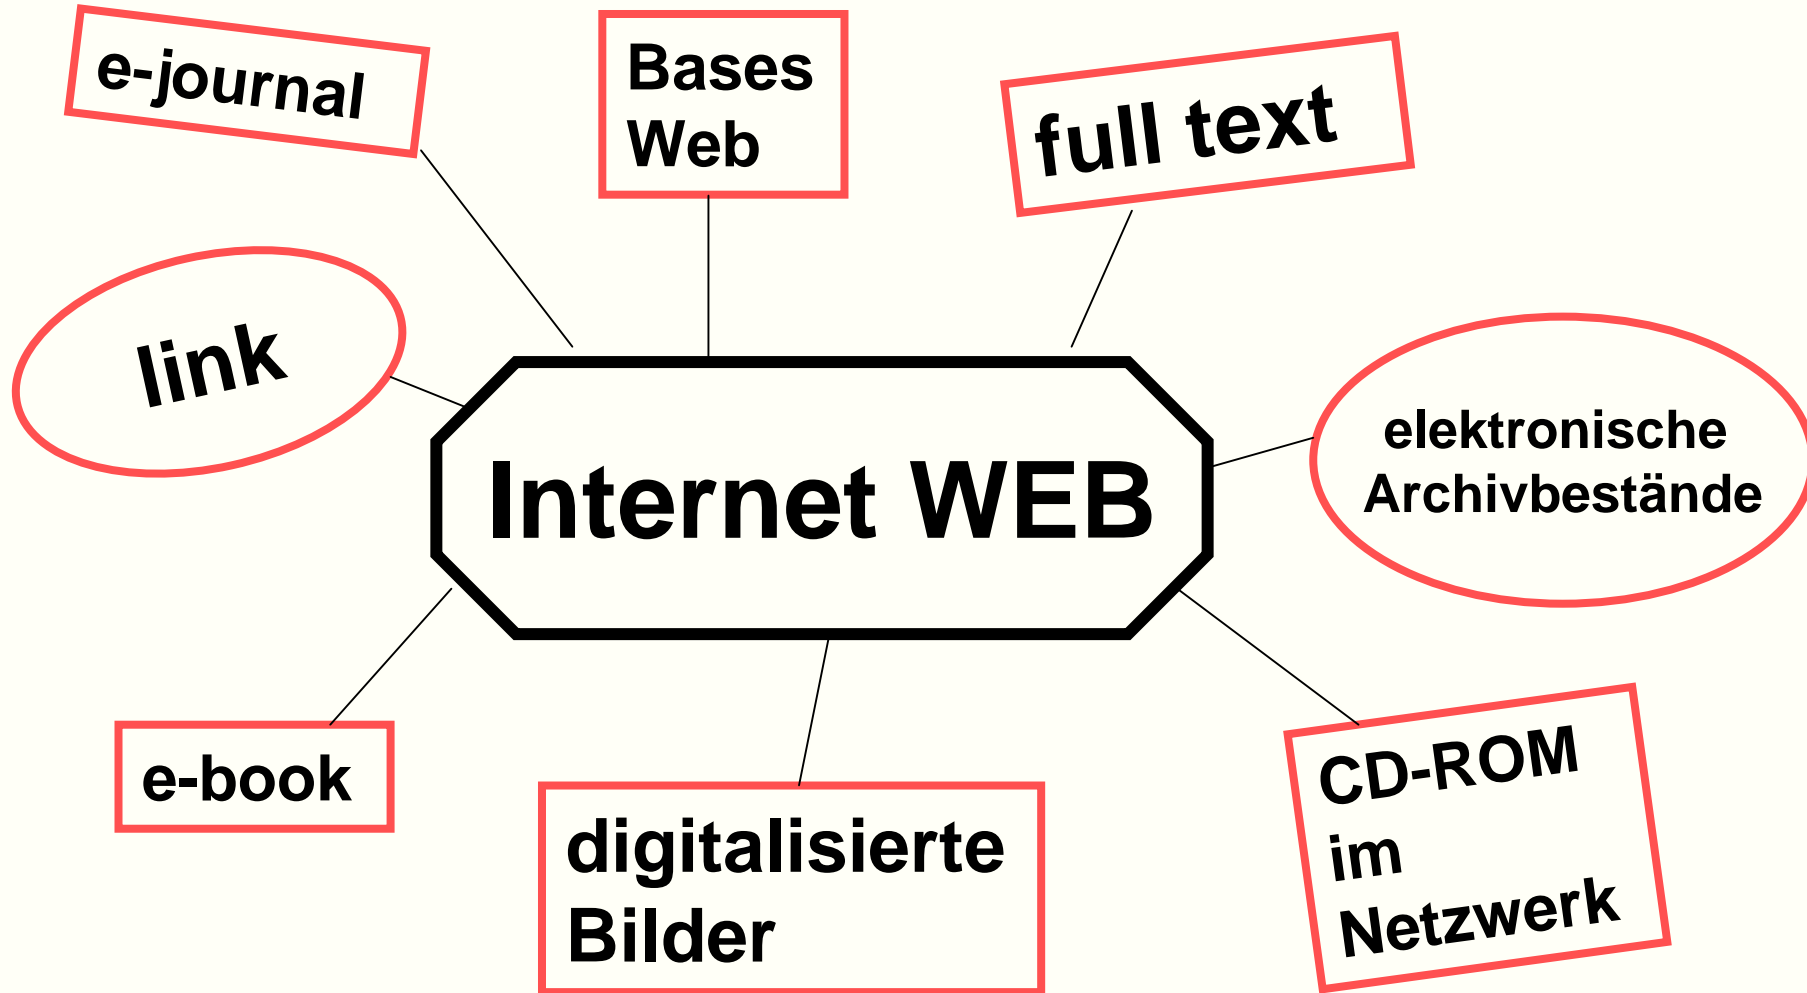 e-journal
Bases
Web
full text
link
elektronische
Archivbestände
Internet WEB
e-book
digitalisierte
Bilder
CD-ROM
im
Netzwerk